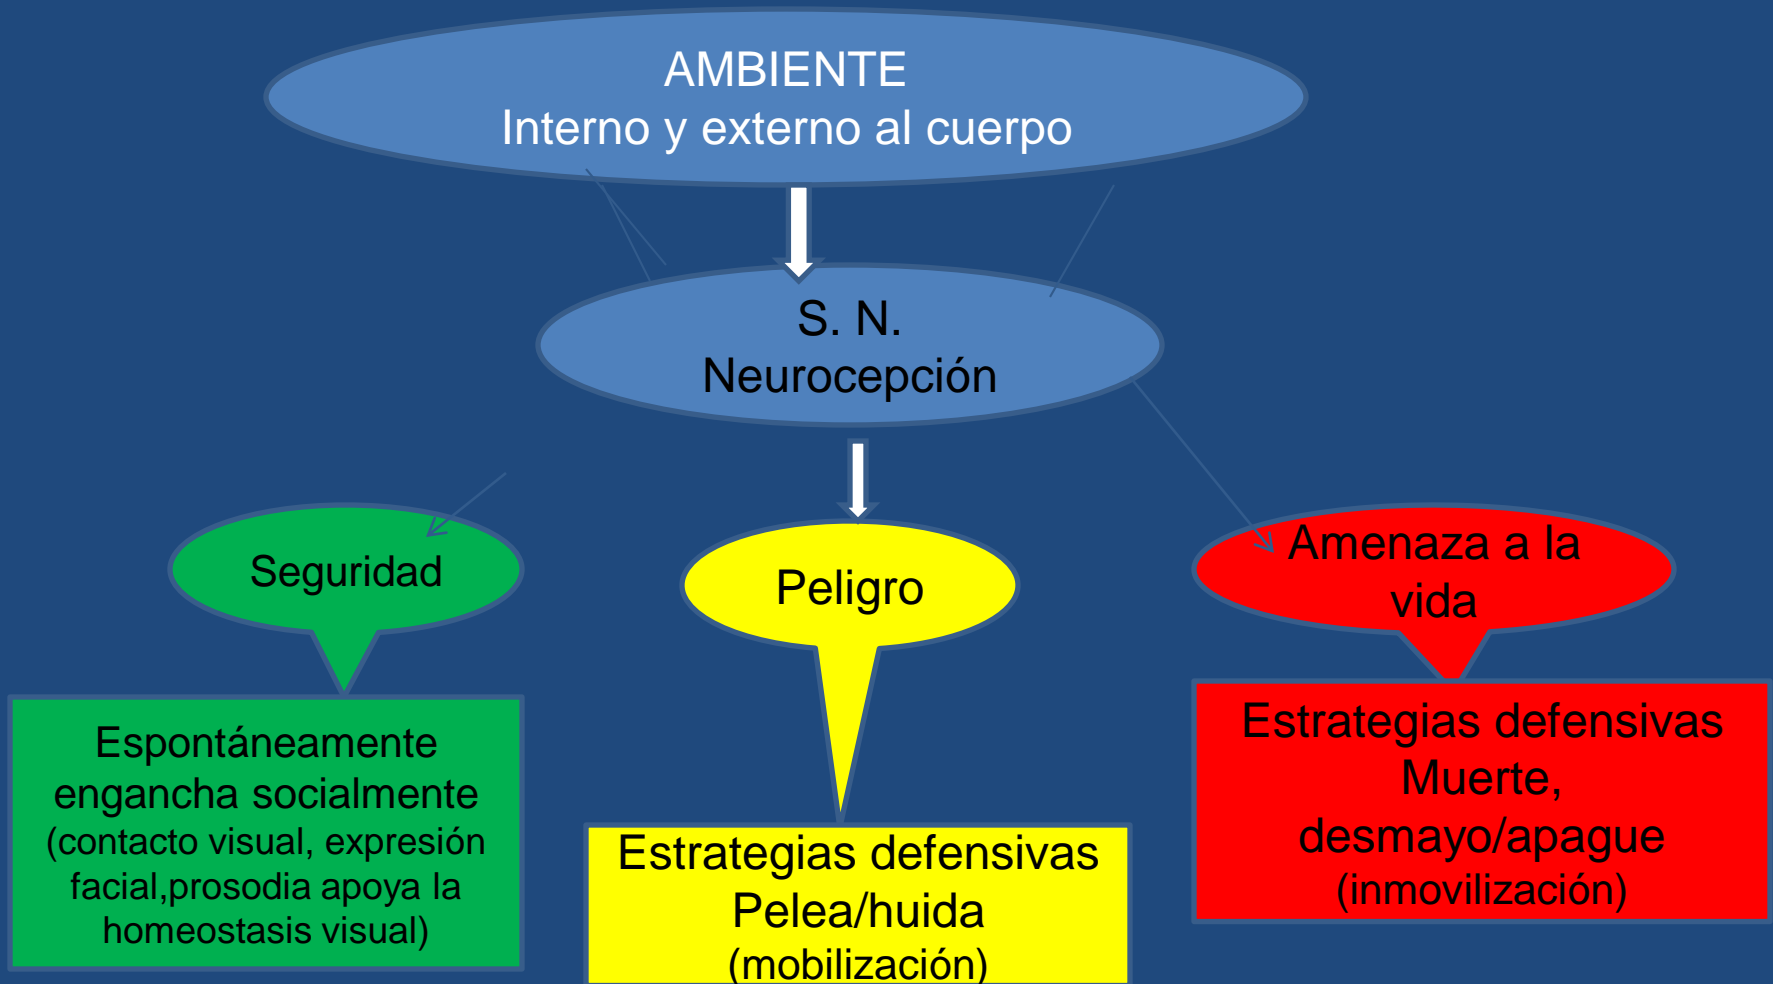 AMBIENTE
Interno y externo al cuerpo
S. N.
Neurocepción
Seguridad
Peligro
Amenaza a la
vida
Espontáneamente
engancha socialmente
(contacto visual, expresión
facial,prosodia apoya la
homeostasis visual)
Estrategias defensivas
Pelea/huida
(mobilización)
Estrategias defensivas
Muerte,
desmayo/apague
(inmovilización)